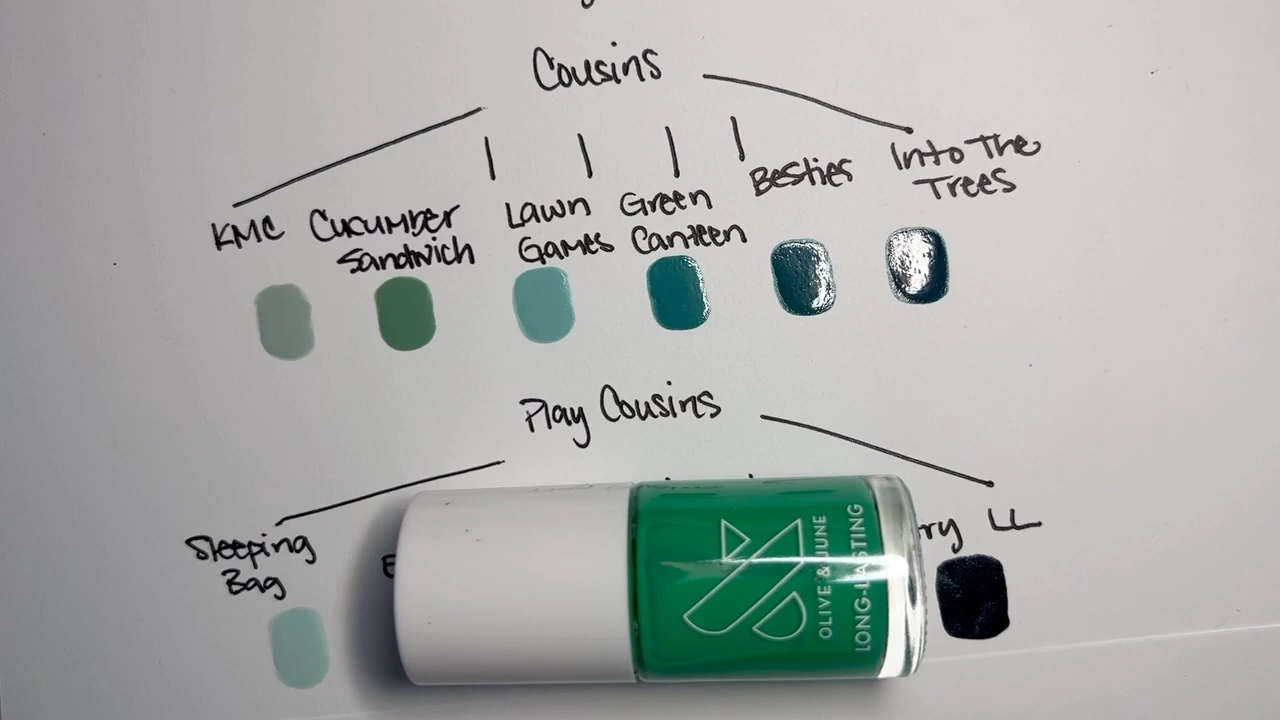 Cousins
KMC
Cucumber
Sandwich
Lawn
Games
Green
Canteen
Besties
Into The
Trees
Play Cousins
Sleeping
Bag
LL
OLIVE & JUNE
LONG-LASTING